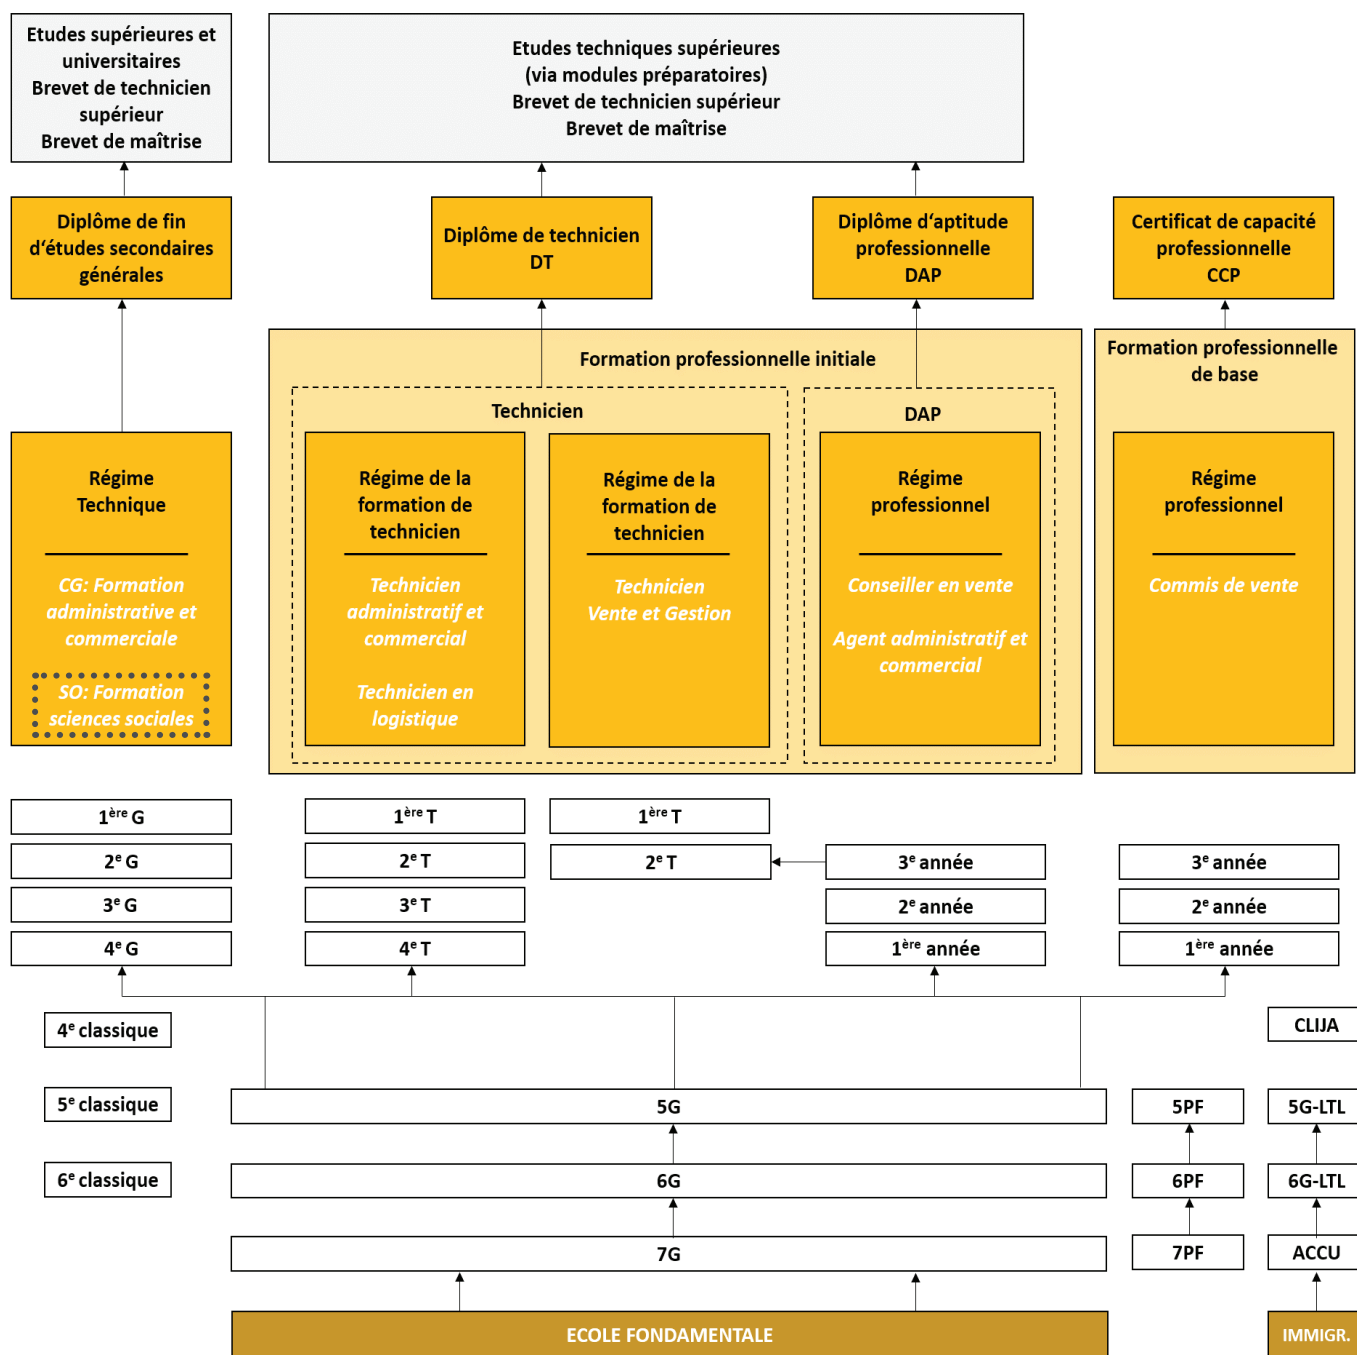 Etudes supérieures et
universitaires
Brevet de technicien
supérieur
Brevet de maîtrise
Etudes techniques supérieures
(via modules préparatoires)
Brevet de technicien supérieur
Brevet de maîtrise
Diplôme de fin
d‘études secondaires
générales
Diplôme de technicien
DT
Diplôme d‘aptitude
professionnelle
DAP
Certificat de capacité
professionnelle
CCP
Formation professionnelle initiale
Formation professionnelle
de base
Technicien
DAP
Régime
Technique
CG: Formation
administrative et
commerciale
SO: Formation
sciences sociales
Régime de la
formation de
technicien
Technicien
administratif et
commercial
Technicien en
logistique
Régime de la
formation de
technicien
Technicien
Vente et Gestion
Régime
professionnel
Conseiller en vente
Agent administratif et
commercial
Régime
professionnel
Commis de vente
1ère G
1ère T
1ère T
2e G
2e T
2e T
3e année
3e année
3e G
3e T
2e année
2e année
4e G
4e T
1ère année
1ère année
4e classique
CLIJA
5e classique
5G
5PF
5G-LTL
6e classique
6G
6PF
6G-LTL
7G
7PF
ACCU
ECOLE FONDAMENTALE
IMMIGR.